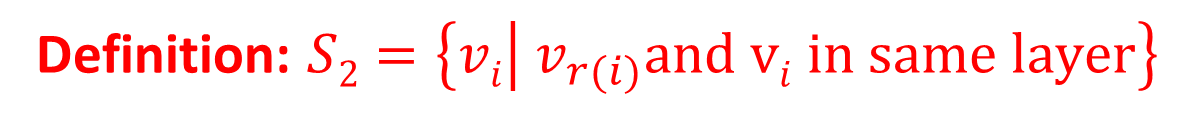 Definition: S₂ = {vᵢ| v_r(i) and vᵢ in same layer}